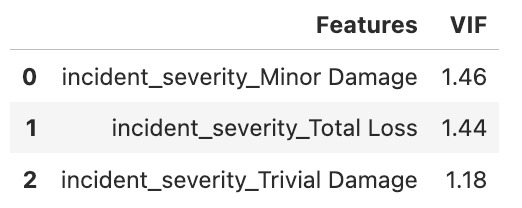 Features VIF
0 incident_severity_Minor Damage 1.46
1 incident_severity_Total Loss 1.44
2 incident_severity_Trivial Damage 1.18